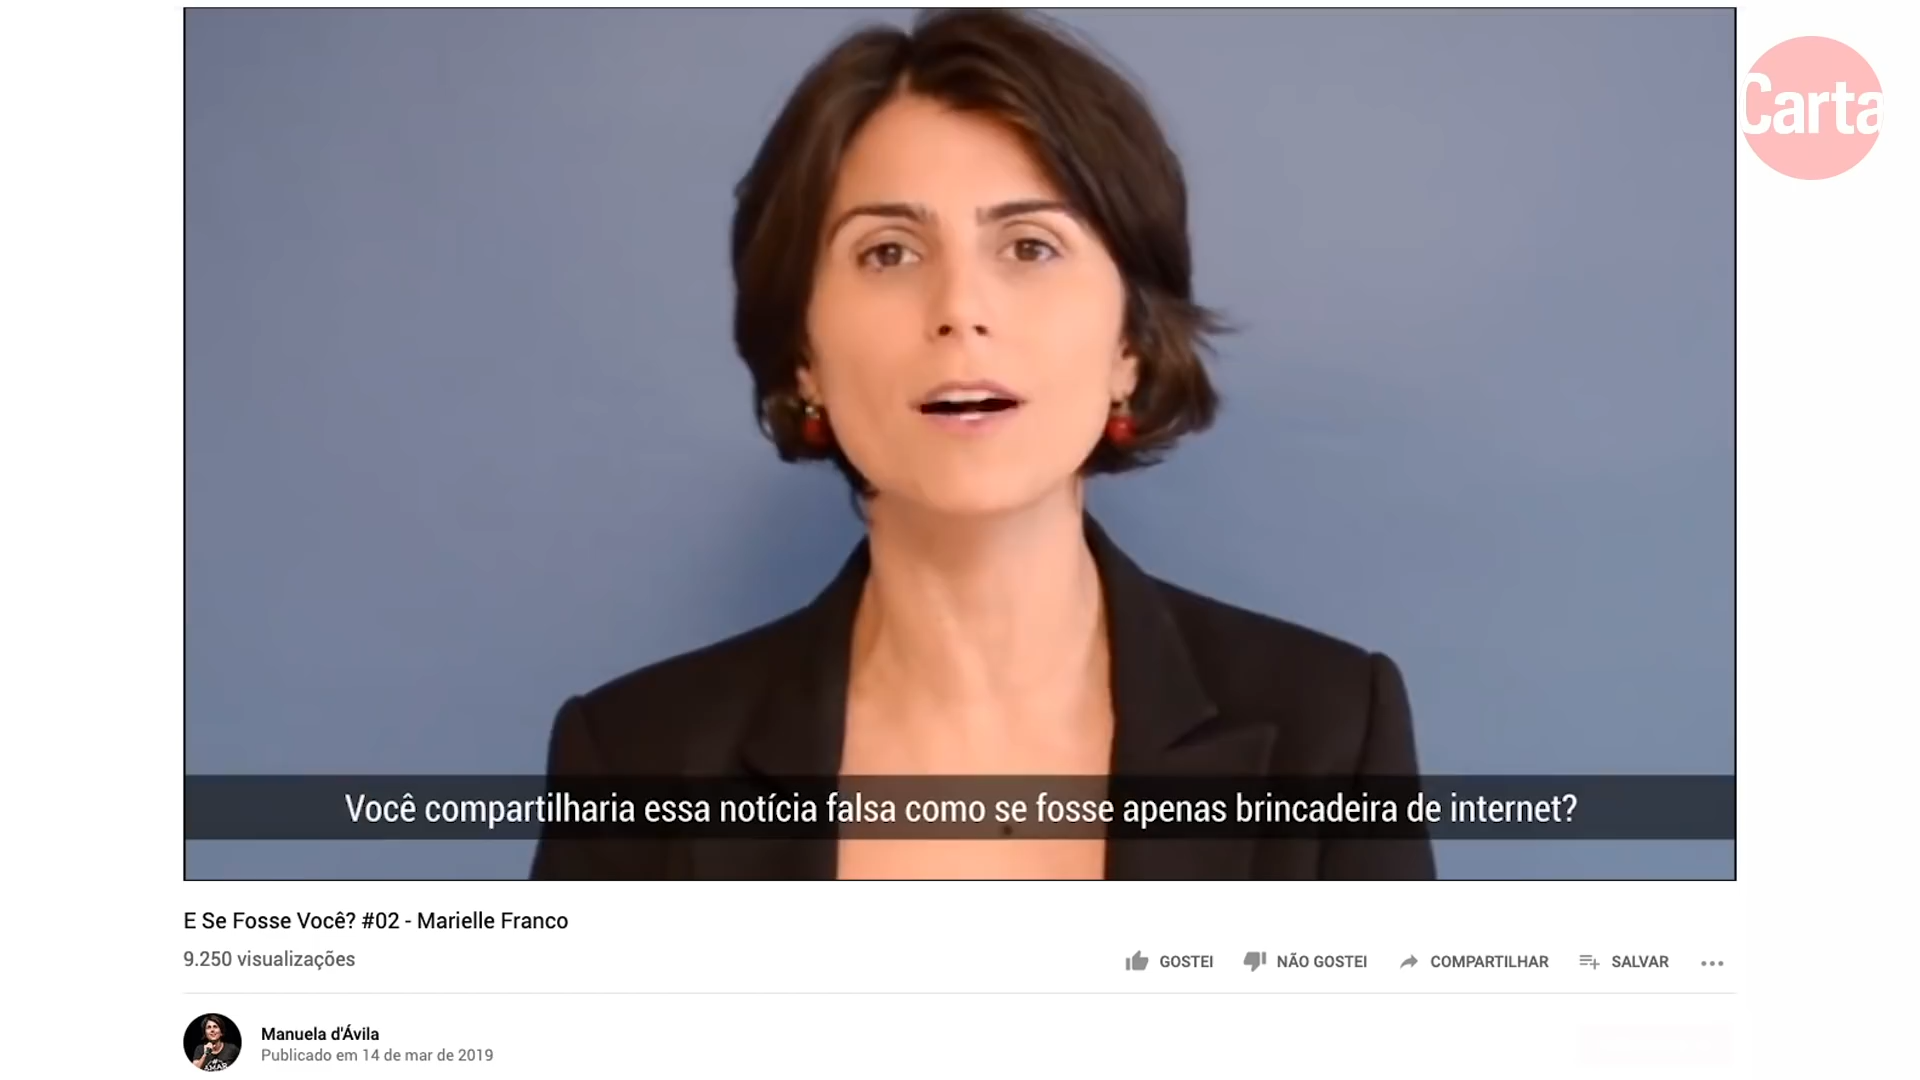 Carta
Você compartilharia essa notícia falsa como se fosse apenas brincadeira de internet?
E Se Fosse Você? #02 - Marielle Franco
9.250 visualizações
GOSTEI NÃO GOSTEI COMPARTILHAR SALVAR
Manuela d'Ávila
Publicado em 14 de mar de 2019